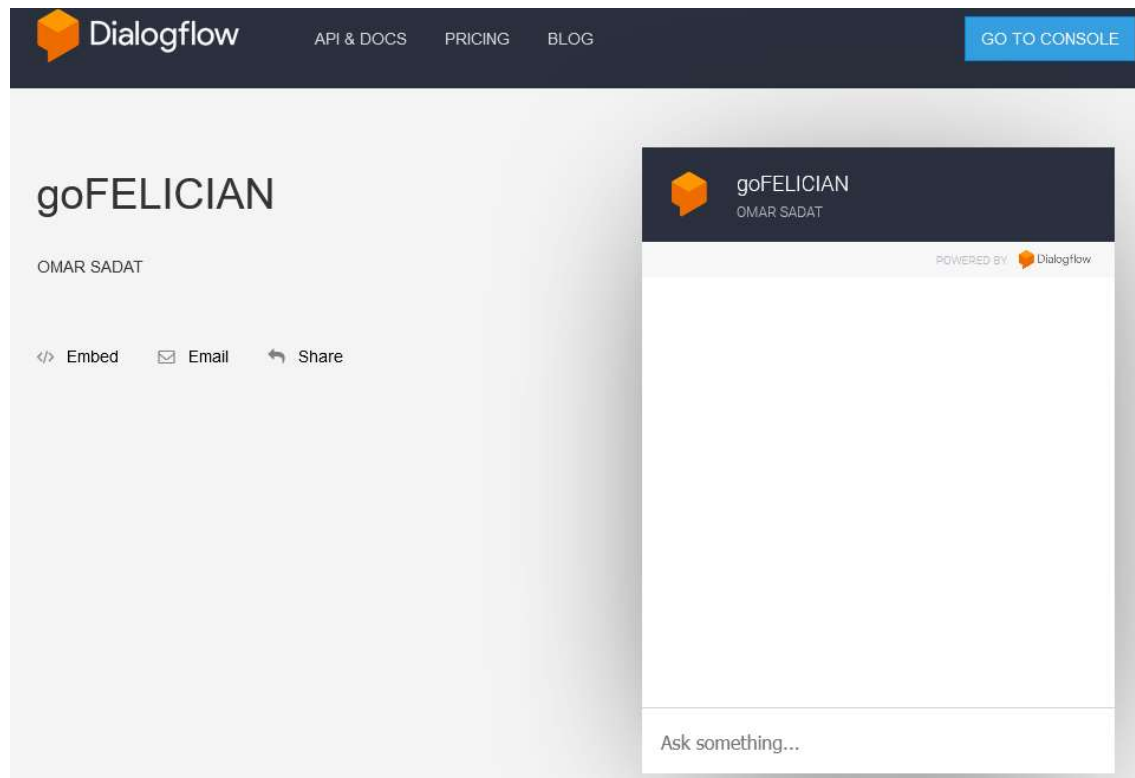 Dialogflow API & DOCS PRICING BLOG GO TO CONSOLE
goFELICIAN
OMAR SADAT
</> Embed Email Share
goFELICIAN
OMAR SADAT
POWERED BY Dialogflow
Ask something...